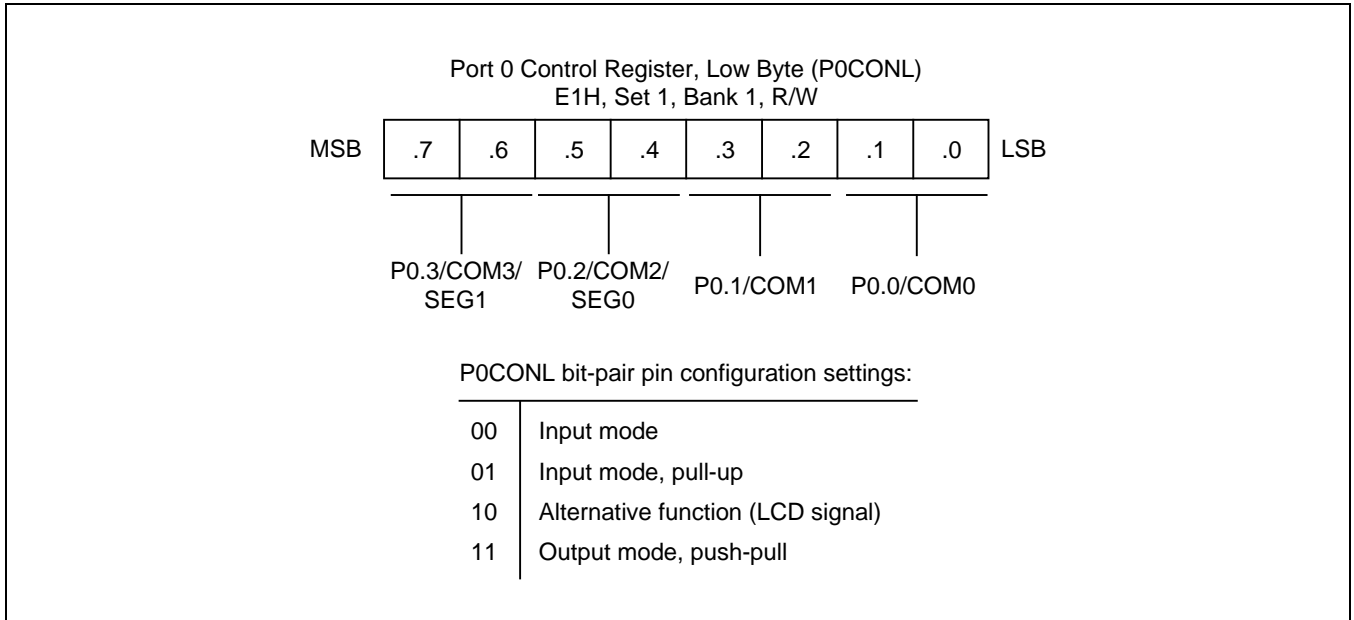 Port 0 Control Register, Low Byte (P0CONL)
E1H, Set 1, Bank 1, R/W
MSB .7 .6 .5 .4 .3 .2 .1 .0 LSB
P0.3/COM3/ P0.2/COM2/ P0.1/COM1 P0.0/COM0
SEG1 SEG0
P0CONL bit-pair pin configuration settings:
00 Input mode
01 Input mode, pull-up
10 Alternative function (LCD signal)
11 Output mode, push-pull